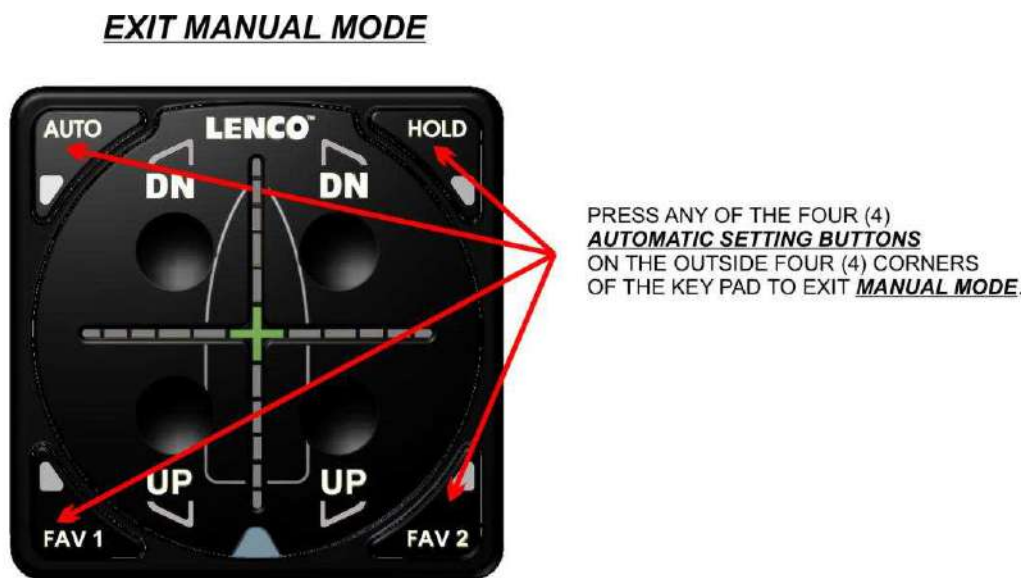 EXIT MANUAL MODE
AUTO
LENCO™
HOLD
DN
DN
UP
UP
FAV 1
FAV 2
PRESS ANY OF THE FOUR (4)
AUTOMATIC SETTING BUTTONS
ON THE OUTSIDE FOUR (4) CORNERS
OF THE KEY PAD TO EXIT MANUAL MODE.